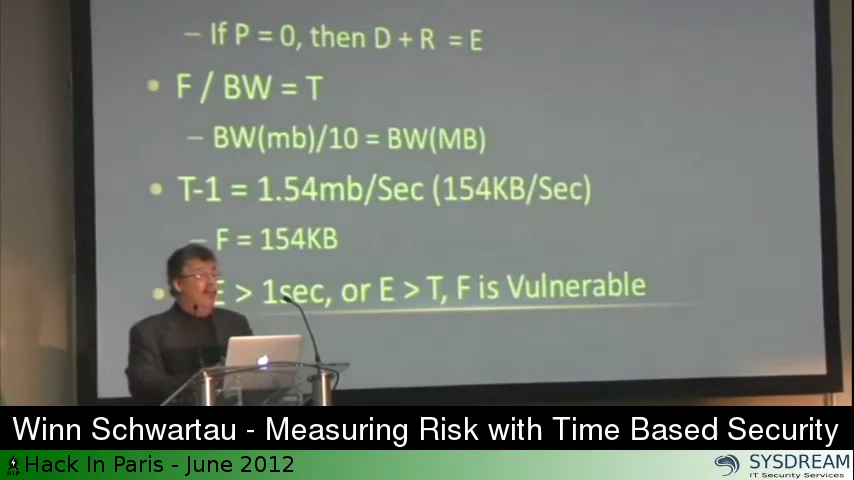 – If P = 0, then D + R = E
• F / BW = T
– BW(mb)/10 = BW(MB)
• T-1 = 1.54mb/Sec (154KB/Sec)
– F = 154KB
• E > 1sec, or E > T, F is Vulnerable
Winn Schwartau - Measuring Risk with Time Based Security
Hack In Paris - June 2012
SYSDREAM
IT Security Services